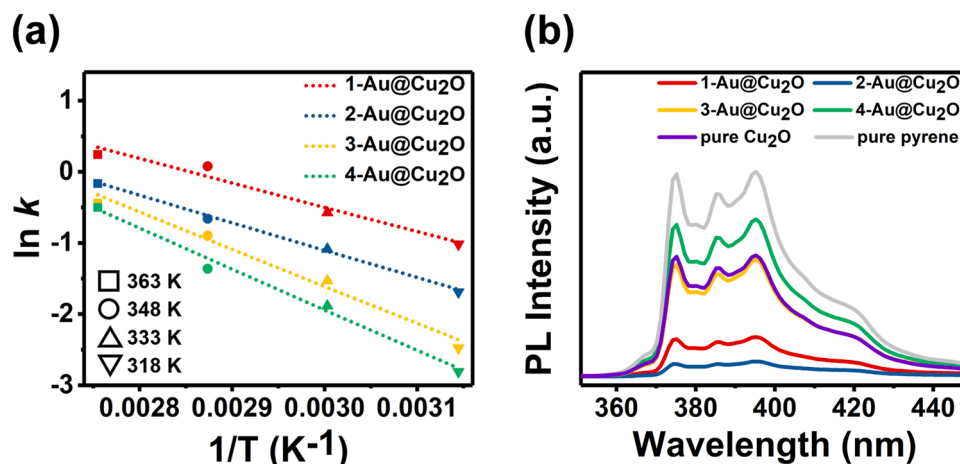 (a)
ln k
1
0
-1
-2
-3
1-Au@Cu2O
2-Au@Cu2O
3-Au@Cu2O
4-Au@Cu2O
363 K
348 K
333 K
318 K
0.0028 0.0029 0.0030 0.0031
1/T (K-1)
(b)
PL Intensity (a.u.)
1-Au@Cu2O 2-Au@Cu2O
3-Au@Cu2O 4-Au@Cu2O
pure Cu2O pure pyrene
360 380 400 420 440
Wavelength (nm)